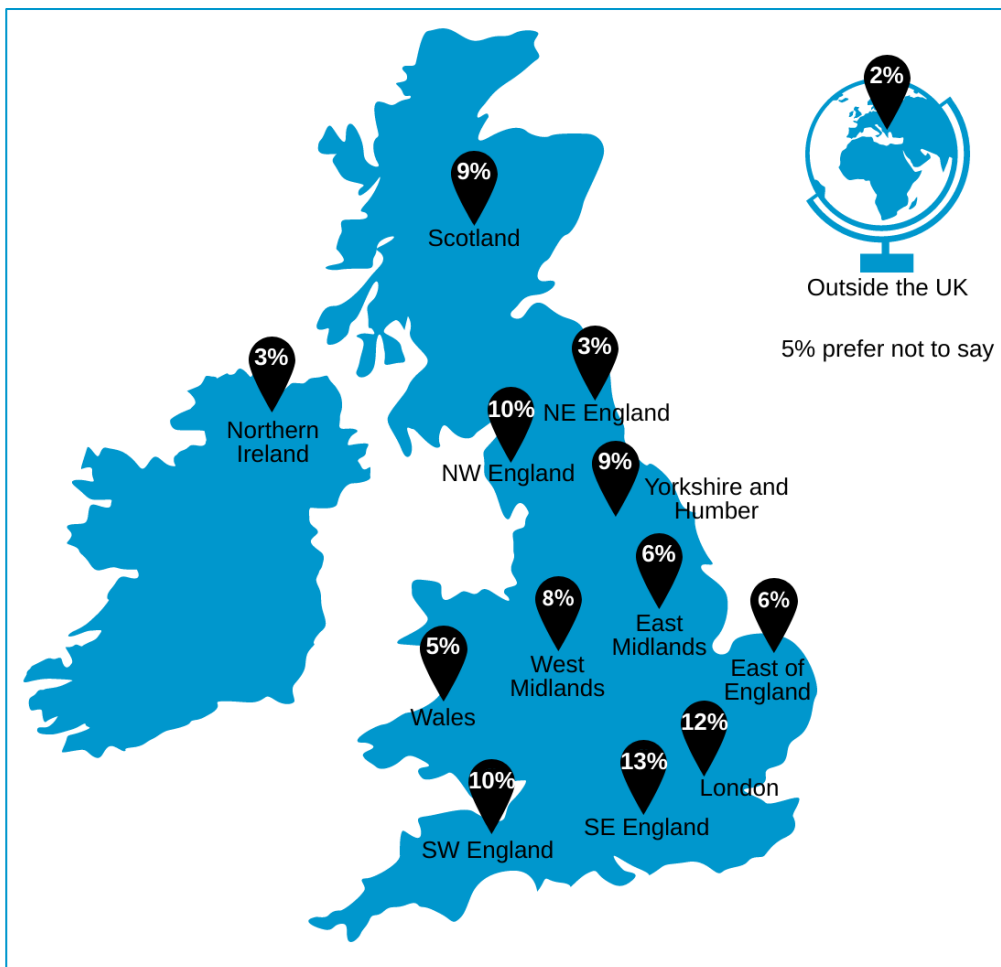 2%
9%
Scotland
Outside the UK
5% prefer not to say
3%
NE England
3%
Northern
Ireland
10%
NW England
9%
Yorkshire and
Humber
6%
East
Midlands
8%
West
Midlands
6%
East of
England
5%
Wales
12%
London
13%
SE England
10%
SW England